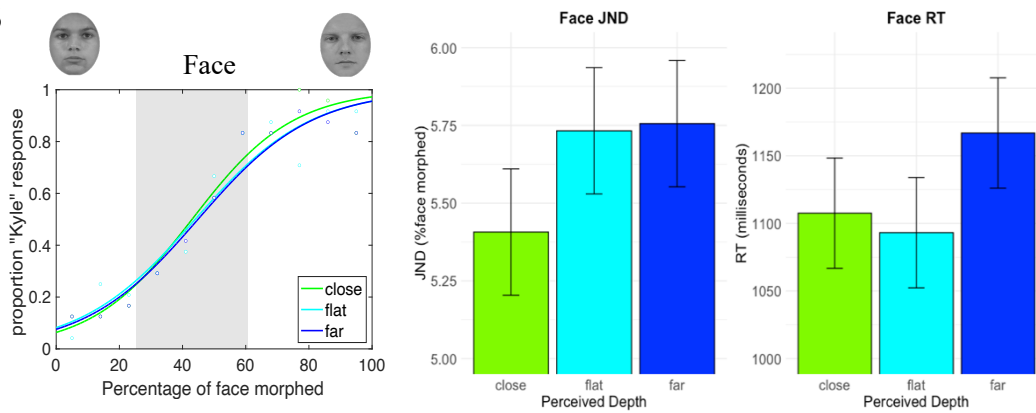 Face
1
0.8
0.6
0.4
0.2
0
proportion "Kyle" response
0 20 40 60 80 100
Percentage of face morphed
close
flat
far
Face JND
6.00
5.75
5.50
5.25
5.00
JND (%face morphed)
close flat far
Perceived Depth
Face RT
1200
1150
1100
1050
1000
RT (milliseconds)
close flat far
Perceived Depth